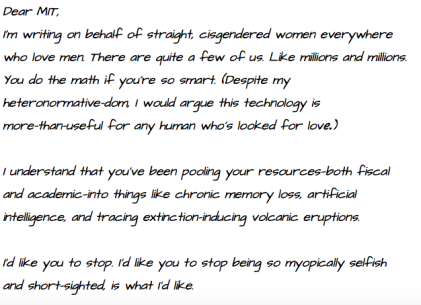 Dear MIT,
I'm writing on behalf of straight, cisgendered women everywhere
who love men. There are quite a few of us. Like millions and millions.
You do the math if you're so smart. (Despite my
heteronormative-dom, I would argue this technology is
more-than-useful for any human who's looked for love.)
I understand that you've been pooling your resources-both fiscal
and academic-into things like chronic memory loss, artificial
intelligence, and tracing extinction-inducing volcanic eruptions.
I'd like you to stop. I'd like you to stop being so myopically selfish
and short-sighted, is what I'd like.